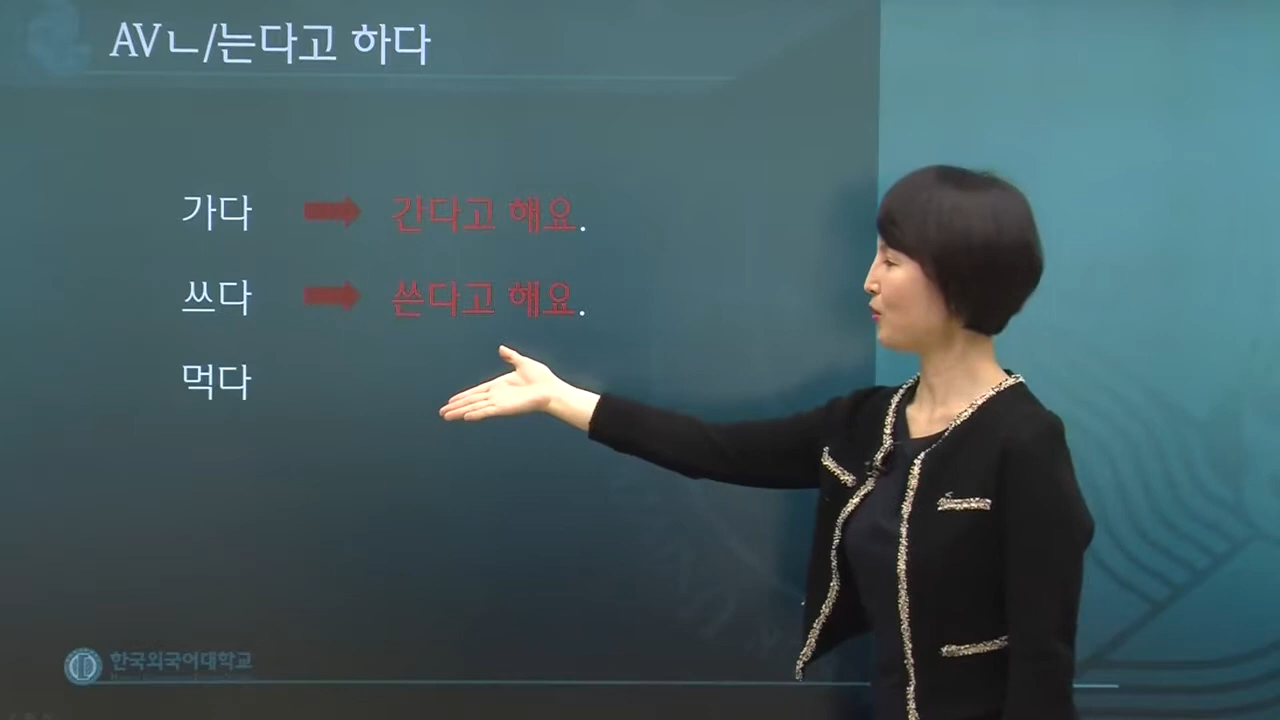 AVㄴ/는다고 하다
가다 ➡ 간다고 해요.
쓰다 ➡ 쓴다고 해요.
먹다
한국외국어대학교